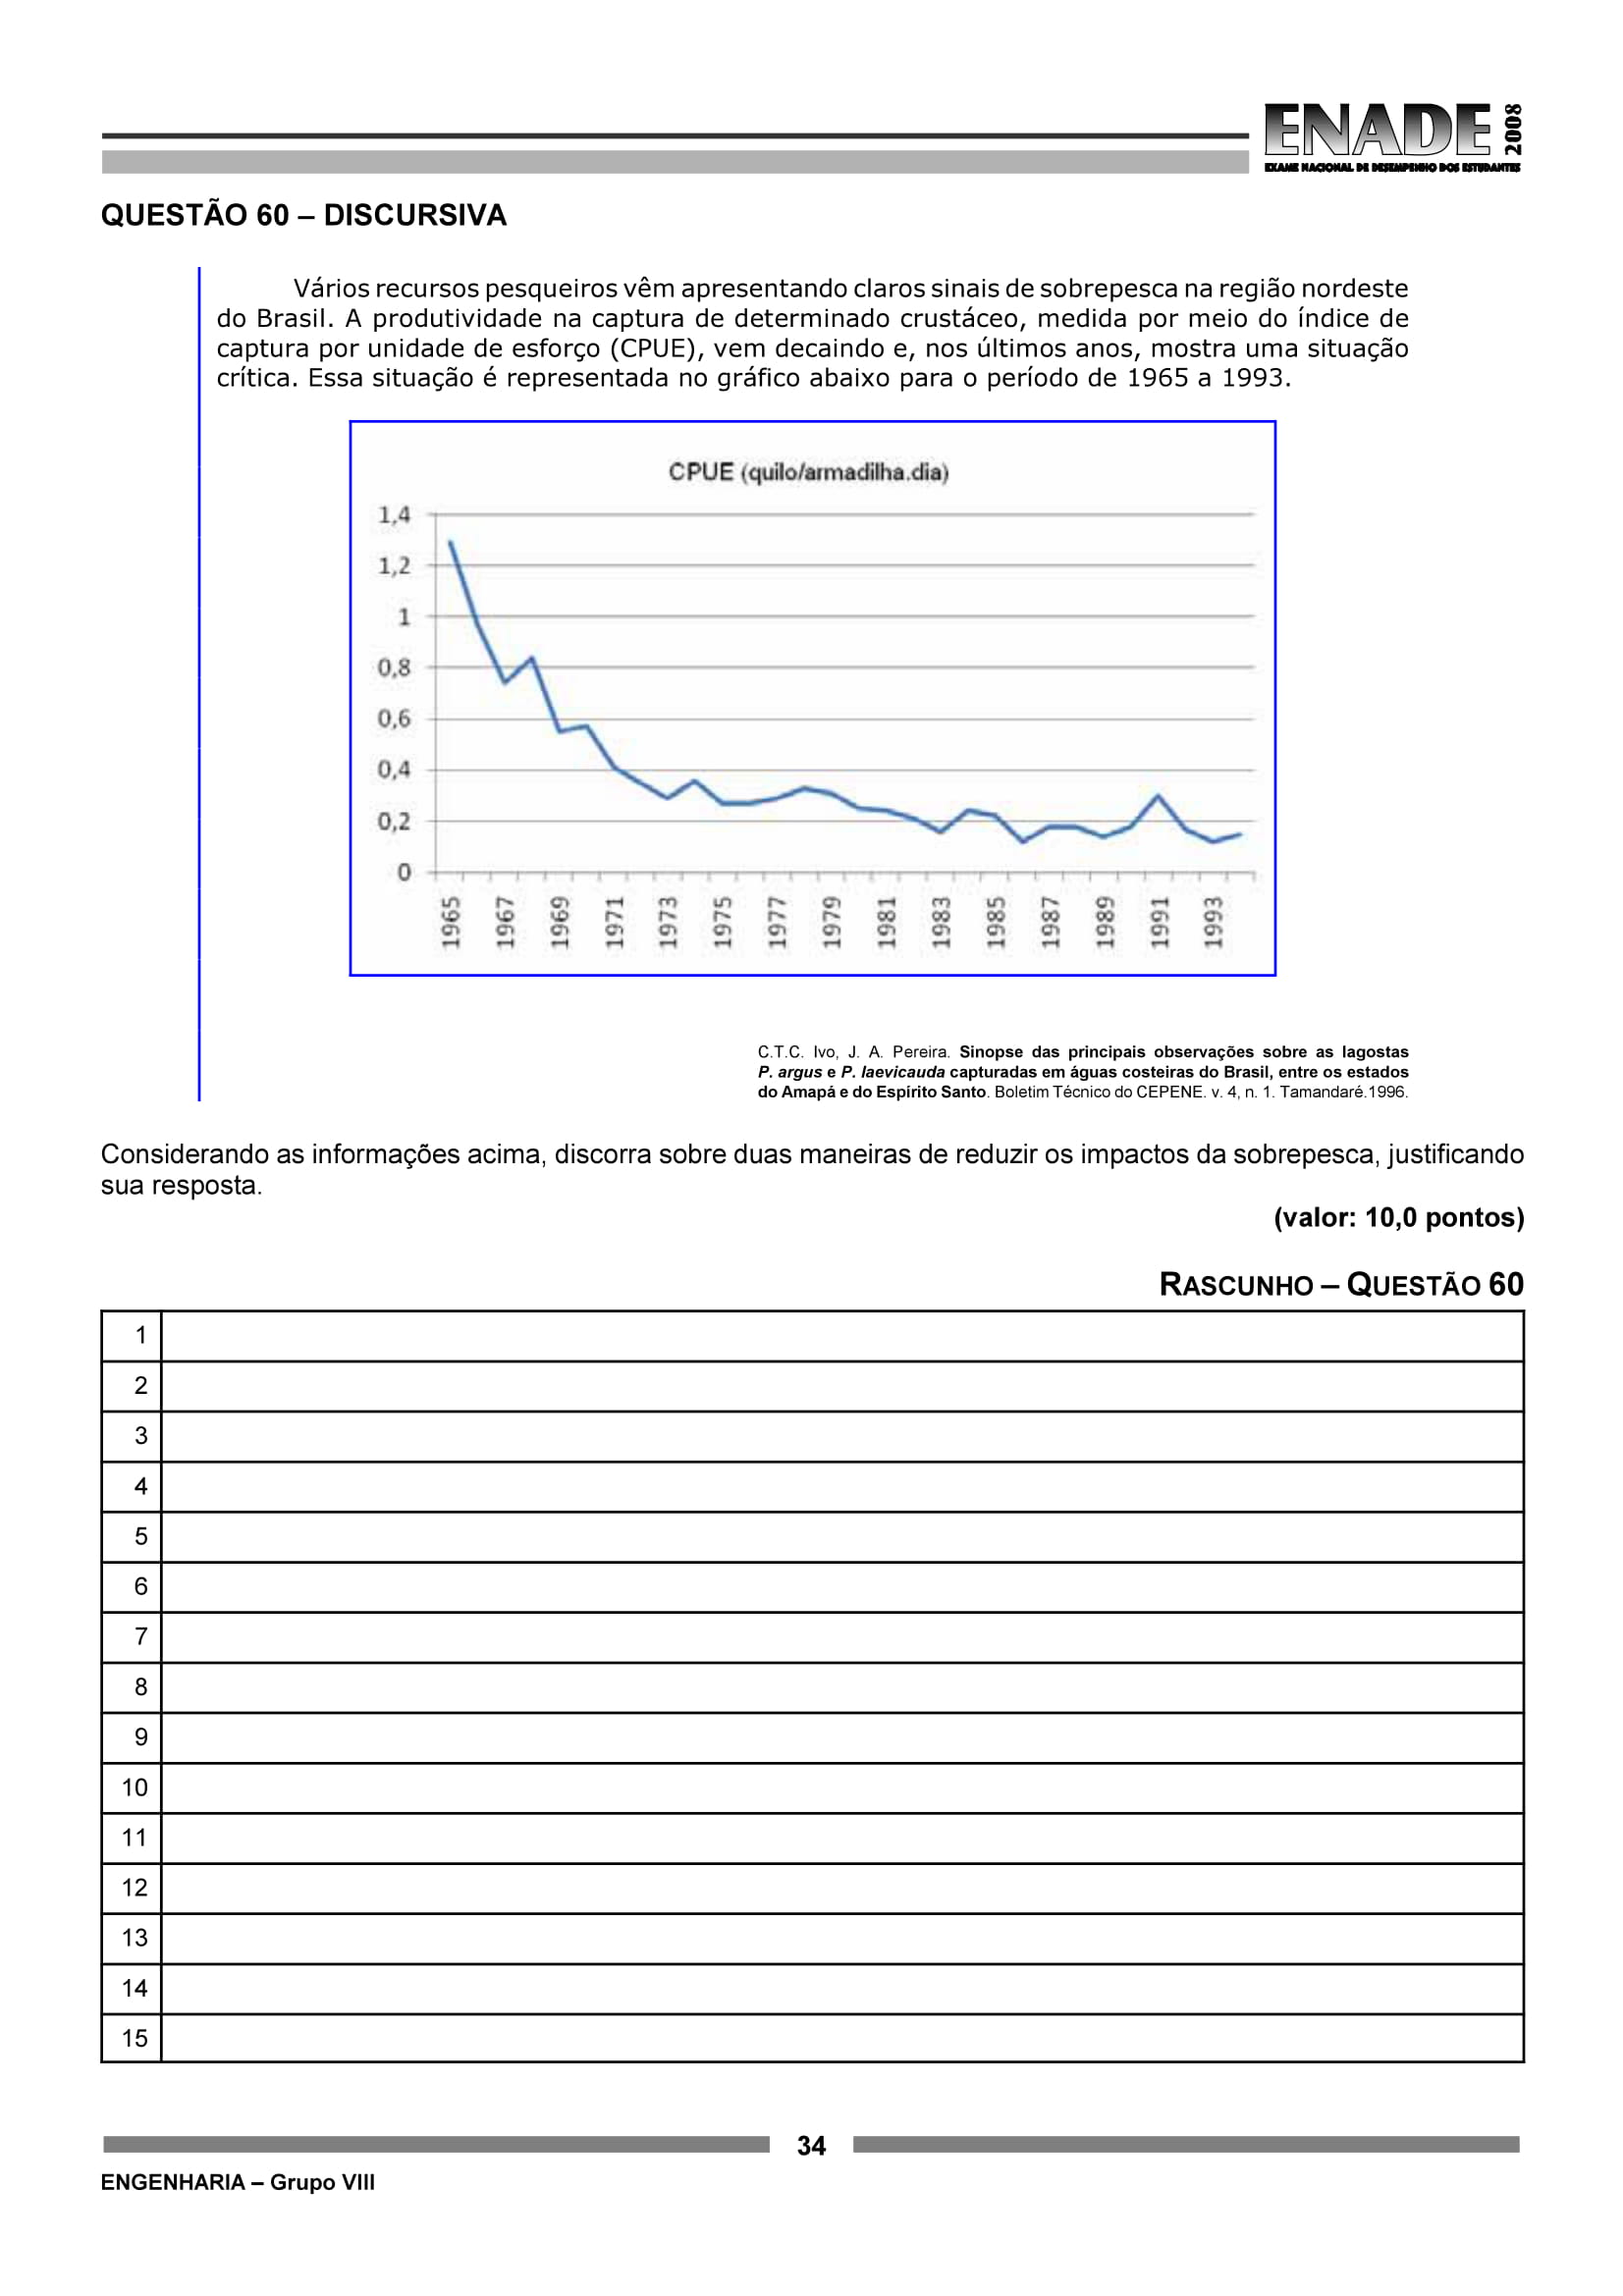 ENADE 2008
EXAME NACIONAL DE DESEMPENHO DOS ESTUDANTES
QUESTÃO 60 – DISCURSIVA
Vários recursos pesqueiros vêm apresentando claros sinais de sobrepesca na região nordeste
do Brasil. A produtividade na captura de determinado crustáceo, medida por meio do índice de
captura por unidade de esforço (CPUE), vem decaindo e, nos últimos anos, mostra uma situação
crítica. Essa situação é representada no gráfico abaixo para o período de 1965 a 1993.
CPUE (quilo/armadilha.dia)
1,4
1,2
1
0,8
0,6
0,4
0,2
0
1965 1967 1969 1971 1973 1975 1977 1979 1981 1983 1985 1987 1989 1991 1993
C.T.C. Ivo, J. A. Pereira. Sinopse das principais observações sobre as lagostas
P. argus e P. laevicauda capturadas em águas costeiras do Brasil, entre os estados
do Amapá e do Espírito Santo. Boletim Técnico do CEPENE. v. 4, n. 1. Tamandaré.1996.
Considerando as informações acima, discorra sobre duas maneiras de reduzir os impactos da sobrepesca, justificando
sua resposta.
(valor: 10,0 pontos)
RASCUNHO – QUESTÃO 60
1
2
3
4
5
6
7
8
9
10
11
12
13
14
15
34
ENGENHARIA – Grupo VIII